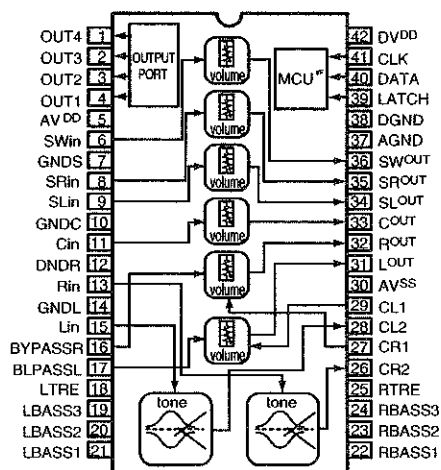 OUT4 1
OUT3 2
OUT2 3
OUT1 4
AVDD 5
SWin 6
GNDS 7
SRin 8
SLin 9
GNDC 10
Cin 11
DNDR 12
Rin 13
GNDL 14
Lin 15
BYPASSR 16
BLPASSL 17
LTRE 18
LBASS3 19
LBASS2 20
LBASS1 21
OUTPUT
PORT
volume
volume
volume
volume
volume
volume
tone
tone
MCU
42 DVDD
41 CLK
40 DATA
39 LATCH
38 DGND
37 AGND
36 SWOUT
35 SROUT
34 SLOUT
33 COUT
32 ROUT
31 LOUT
30 AVSS
29 CL1
28 CL2
27 CR1
26 CR2
25 RTRE
24 RBASS3
23 RBASS2
22 RBASS1